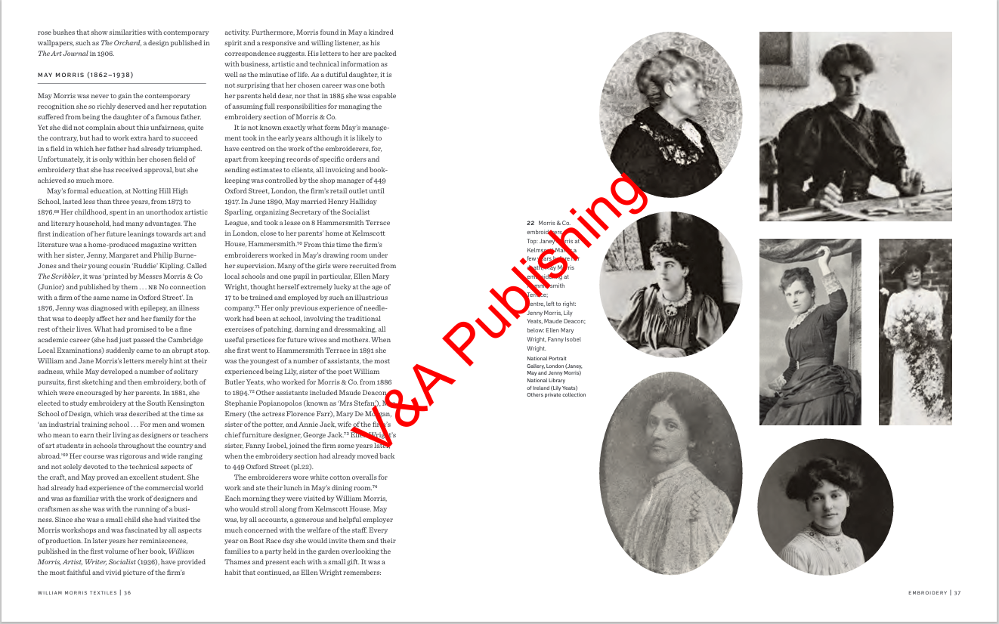 rose bushes that show similarities with contemporary
wallpapers, such as The Orchard, a design published in
The Art Journal in 1906.
MAY MORRIS (1862–1938)
May Morris was never to gain the contemporary
recognition she so richly deserved and her reputation
suffered from being the daughter of a famous father.
Yet she did not complain about this unfairness, quite
the contrary, but had to work extra hard to succeed
in a field in which her father had already triumphed.
Unfortunately, it is only within her chosen field of
embroidery that she has received approval, but she
achieved so much more.
May's formal education, at Notting Hill High
School, lasted less than three years, from 1873 to
1876.⁶⁸ Her childhood, spent in an unorthodox artistic
and literary household, had many advantages. The
first indication of her future leanings towards art and
literature was a home-produced magazine written
with her sister, Jenny, Margaret and Philip Burne-
Jones and their young cousin 'Ruddie' Kipling. Called
The Scribbler, it was 'printed by Messrs Morris & Co
(Junior) and published by them ... NB No connection
with a firm of the same name in Oxford Street'. In
1876, Jenny was diagnosed with epilepsy, an illness
that was to deeply affect her and her family for the
rest of their lives. What had promised to be a fine
academic career (she had just passed the Cambridge
Local Examinations) suddenly came to an abrupt stop.
William and Jane Morris's letters merely hint at their
sadness, while May developed a number of solitary
pursuits, first sketching and then embroidery, both of
which were encouraged by her parents. In 1881, she
elected to study embroidery at the South Kensington
School of Design, which was described at the time as
'an industrial training school ... For men and women
who mean to earn their living as designers or teachers
of art students in schools throughout the country and
abroad.'⁶⁹ Her course was rigorous and wide ranging
and not solely devoted to the technical aspects of
the craft, and May proved an excellent student. She
had already had experience of the commercial world
and was as familiar with the work of designers and
craftsmen as she was with the running of a busi-
ness. Since she was a small child she had visited the
Morris workshops and was fascinated by all aspects
of production. In later years her reminiscences,
published in the first volume of her book, William
Morris, Artist, Writer, Socialist (1936), have provided
the most faithful and vivid picture of the firm's
activity. Furthermore, Morris found in May a kindred
spirit and a responsive and willing listener, as his
correspondence suggests. His letters to her are packed
with business, artistic and technical information as
well as the minutiae of life. As a dutiful daughter, it is
not surprising that her chosen career was one both
her parents held dear, nor that in 1885 she was capable
of assuming full responsibilities for managing the
embroidery section of Morris & Co.
It is not known exactly what form May's manage-
ment took in the early years although it is likely to
have centred on the work of the embroiderers, for,
apart from keeping records of specific orders and
sending estimates to clients, all invoicing and book-
keeping was controlled by the shop manager of 449
Oxford Street, London, the firm's retail outlet until
1917. In June 1890, May married Henry Halliday
Sparling, organizing Secretary of the Socialist
League, and took a lease on 8 Hammersmith Terrace
in London, close to her parents' home at Kelmscott
House, Hammersmith.⁷⁰ From this time the firm's
embroiderers worked in May's drawing room under
her supervision. Many of the girls were recruited from
local schools and one pupil in particular, Ellen Mary
Wright, thought herself extremely lucky at the age of
17 to be trained and employed by such an illustrious
company.⁷¹ Her only previous experience of needle-
work had been at school, involving the traditional
exercises of patching, darning and dressmaking, all
useful practices for future wives and mothers. When
she first went to Hammersmith Terrace in 1891 she
was the youngest of a number of assistants, the most
experienced being Lily, sister of the poet William
Butler Yeats, who worked for Morris & Co. from 1886
to 1894.⁷² Other assistants included Maude Deacon,
Stephanie Popianopolos (known as 'Mrs Stefan'), Mrs
Emery (the actress Florence Farr), Mary De Morgan,
sister of the potter, and Annie Jack, wife of the firm's
chief furniture designer, George Jack.⁷³ Ellen Wright's
sister, Fanny Isobel, joined the firm some years later,
when the embroidery section had already moved back
to 449 Oxford Street (pl.22).
The embroiderers wore white cotton overalls for
work and ate their lunch in May's dining room.⁷⁴
Each morning they were visited by William Morris,
who would stroll along from Kelmscott House. May
was, by all accounts, a generous and helpful employer
much concerned with the welfare of the staff. Every
year on Boat Race day she would invite them and their
families to a party held in the garden overlooking the
Thames and present each with a small gift. It was a
habit that continued, as Ellen Wright remembers:
WILLIAM MORRIS TEXTILES | 36
22 Morris & Co.
embroiderers.
Top: Janey Morris at
Kelmscott Manor a
few years before her
death, May Morris
embroidering at
Hammersmith
Terrace;
centre, left to right:
Jenny Morris, Lily
Yeats, Maude Deacon;
below: Ellen Mary
Wright, Fanny Isobel
Wright.
National Portrait
Gallery, London (Janey,
May and Jenny Morris)
National Library
of Ireland (Lily Yeats)
Others private collection
EMBROIDERY | 37
V&A Publishing